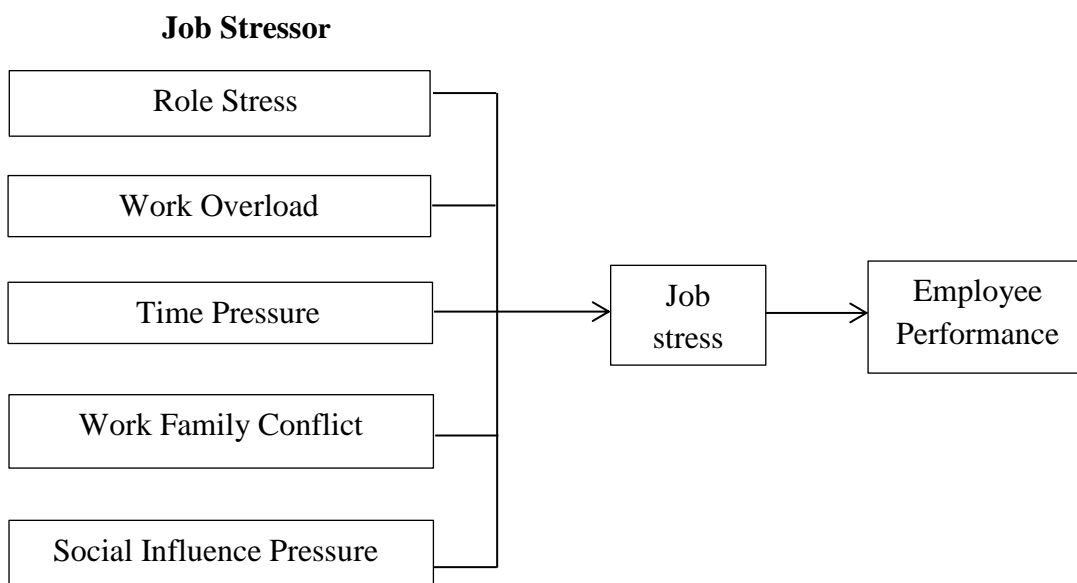 Job Stressor
Role Stress
Work Overload
Time Pressure
Work Family Conflict
Social Influence Pressure
Job
stress
Employee
Performance